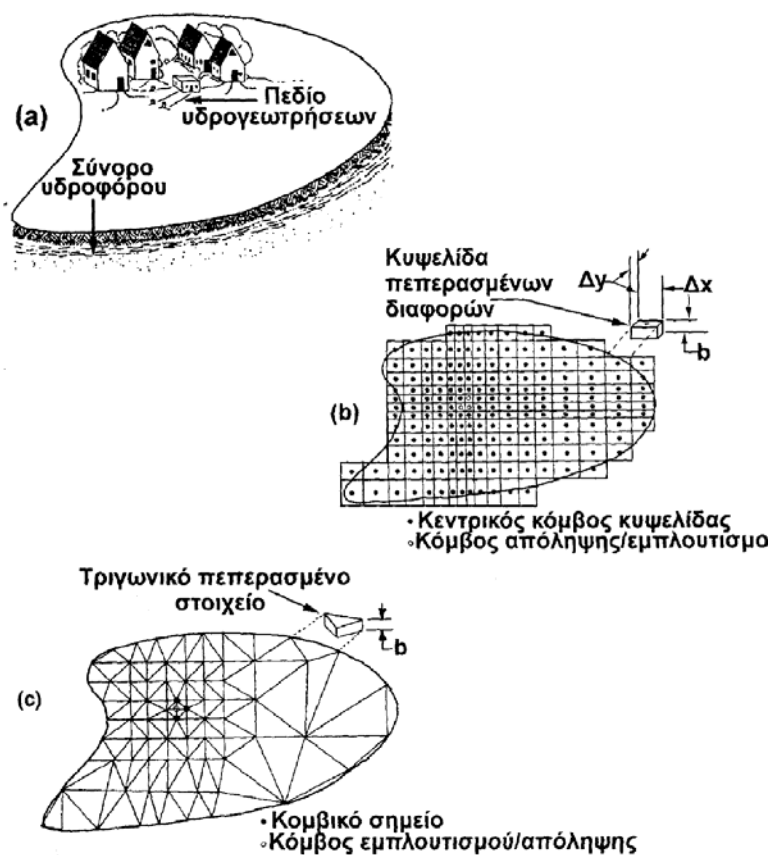 (a)
Πεδίο
υδρογεωτρήσεων
Σύνορο
υδροφόρου
Κυψελίδα
πεπερασμένων
διαφορών
Δy
Δx
b
(b)
• Κεντρικός κόμβος κυψελίδας
◦ Κόμβος απόληψης/εμπλουτισμο
Τριγωνικό πεπερασμένο
στοιχείο
b
(c)
• Κομβικό σημείο
◦ Κόμβος εμπλουτισμού/απόληψης